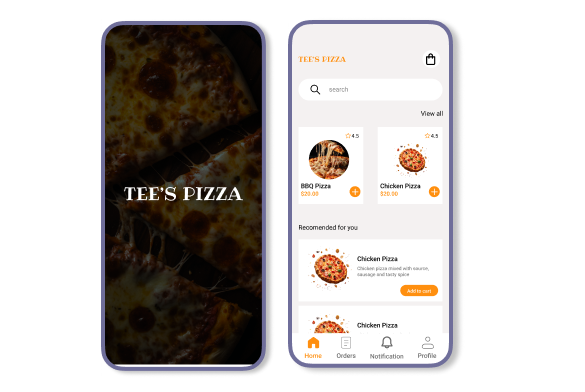 TEE'S PIZZA
TEE'S PIZZA
search
View all
4.5
4.5
BBQ Pizza
$20.00
Chicken Pizza
$20.00
Recomended for you
Chicken Pizza
Chicken pizza mixed with source,
sausage and tasty spice
Add to cart
Chicken Pizza
Home
Orders
Notification
Profile